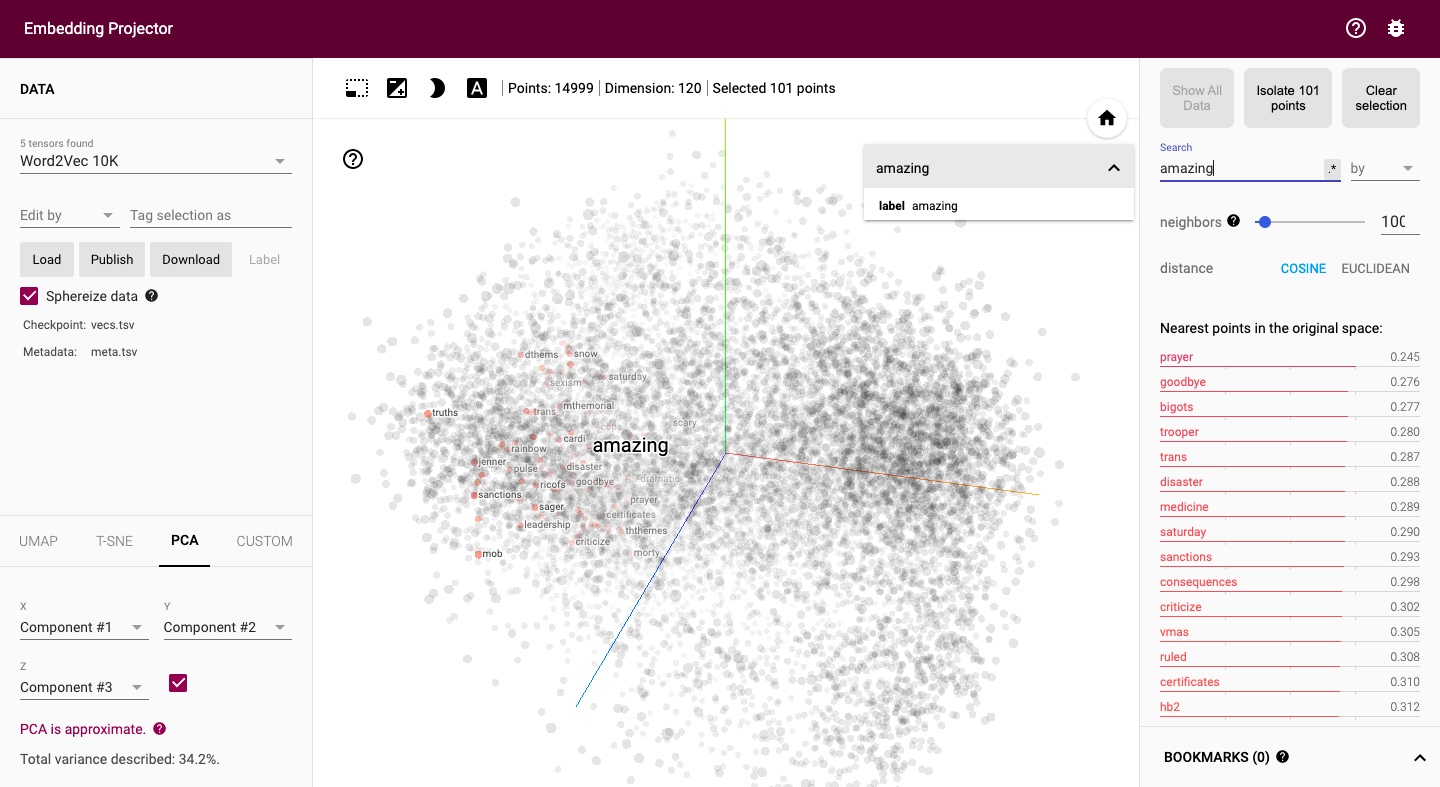 Embedding Projector
DATA
5 tensors found
Word2Vec 10K
Edit by
Tag selection as
Load
Publish
Download
Label
Sphereize data
Checkpoint: vecs.tsv
Metadata: meta.tsv
UMAP
T-SNE
PCA
CUSTOM
X
Component #1
Y
Component #2
Z
Component #3
PCA is approximate.
Total variance described: 34.2%.
A
Points: 14999
Dimension: 120
Selected 101 points
amazing
label amazing
dthems
snow
sexism
saturday
truths
trans
mthemorial
cops
scary
cardi
amazing
rainbow
jenner
pulse
disaster
dramatic
ricofs
goodbye
sanctions
prayer
sager
certificates
leadership
ththemes
criticize
mob
morty
Show All Data
Isolate 101 points
Clear selection
Search
amazing
.*
by
neighbors
100
distance
COSINE
EUCLIDEAN
Nearest points in the original space:
prayer 0.245
goodbye 0.276
bigots 0.277
trooper 0.280
trans 0.287
disaster 0.288
medicine 0.289
saturday 0.290
sanctions 0.293
consequences 0.298
criticize 0.302
vmas 0.305
ruled 0.308
certificates 0.310
hb2 0.312
BOOKMARKS (0)